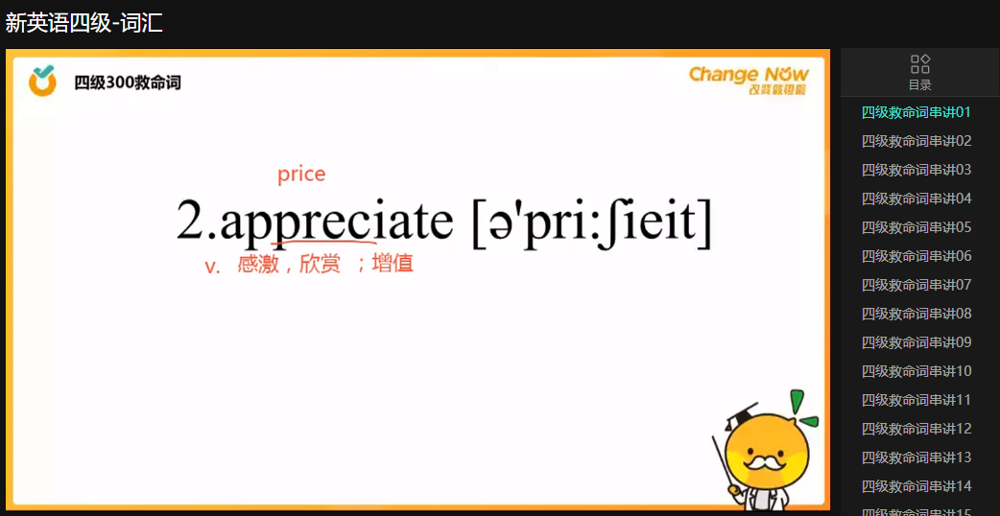 新英语四级-词汇
四级300救命词
Change Now
改变就想瞬
price
2.appreciate [ə'pri:ʃieit]
v. 感激，欣赏 ；增值
目录
四级救命词串讲01
四级救命词串讲02
四级救命词串讲03
四级救命词串讲04
四级救命词串讲05
四级救命词串讲06
四级救命词串讲07
四级救命词串讲08
四级救命词串讲09
四级救命词串讲10
四级救命词串讲11
四级救命词串讲12
四级救命词串讲13
四级救命词串讲14
四级救命词串讲15